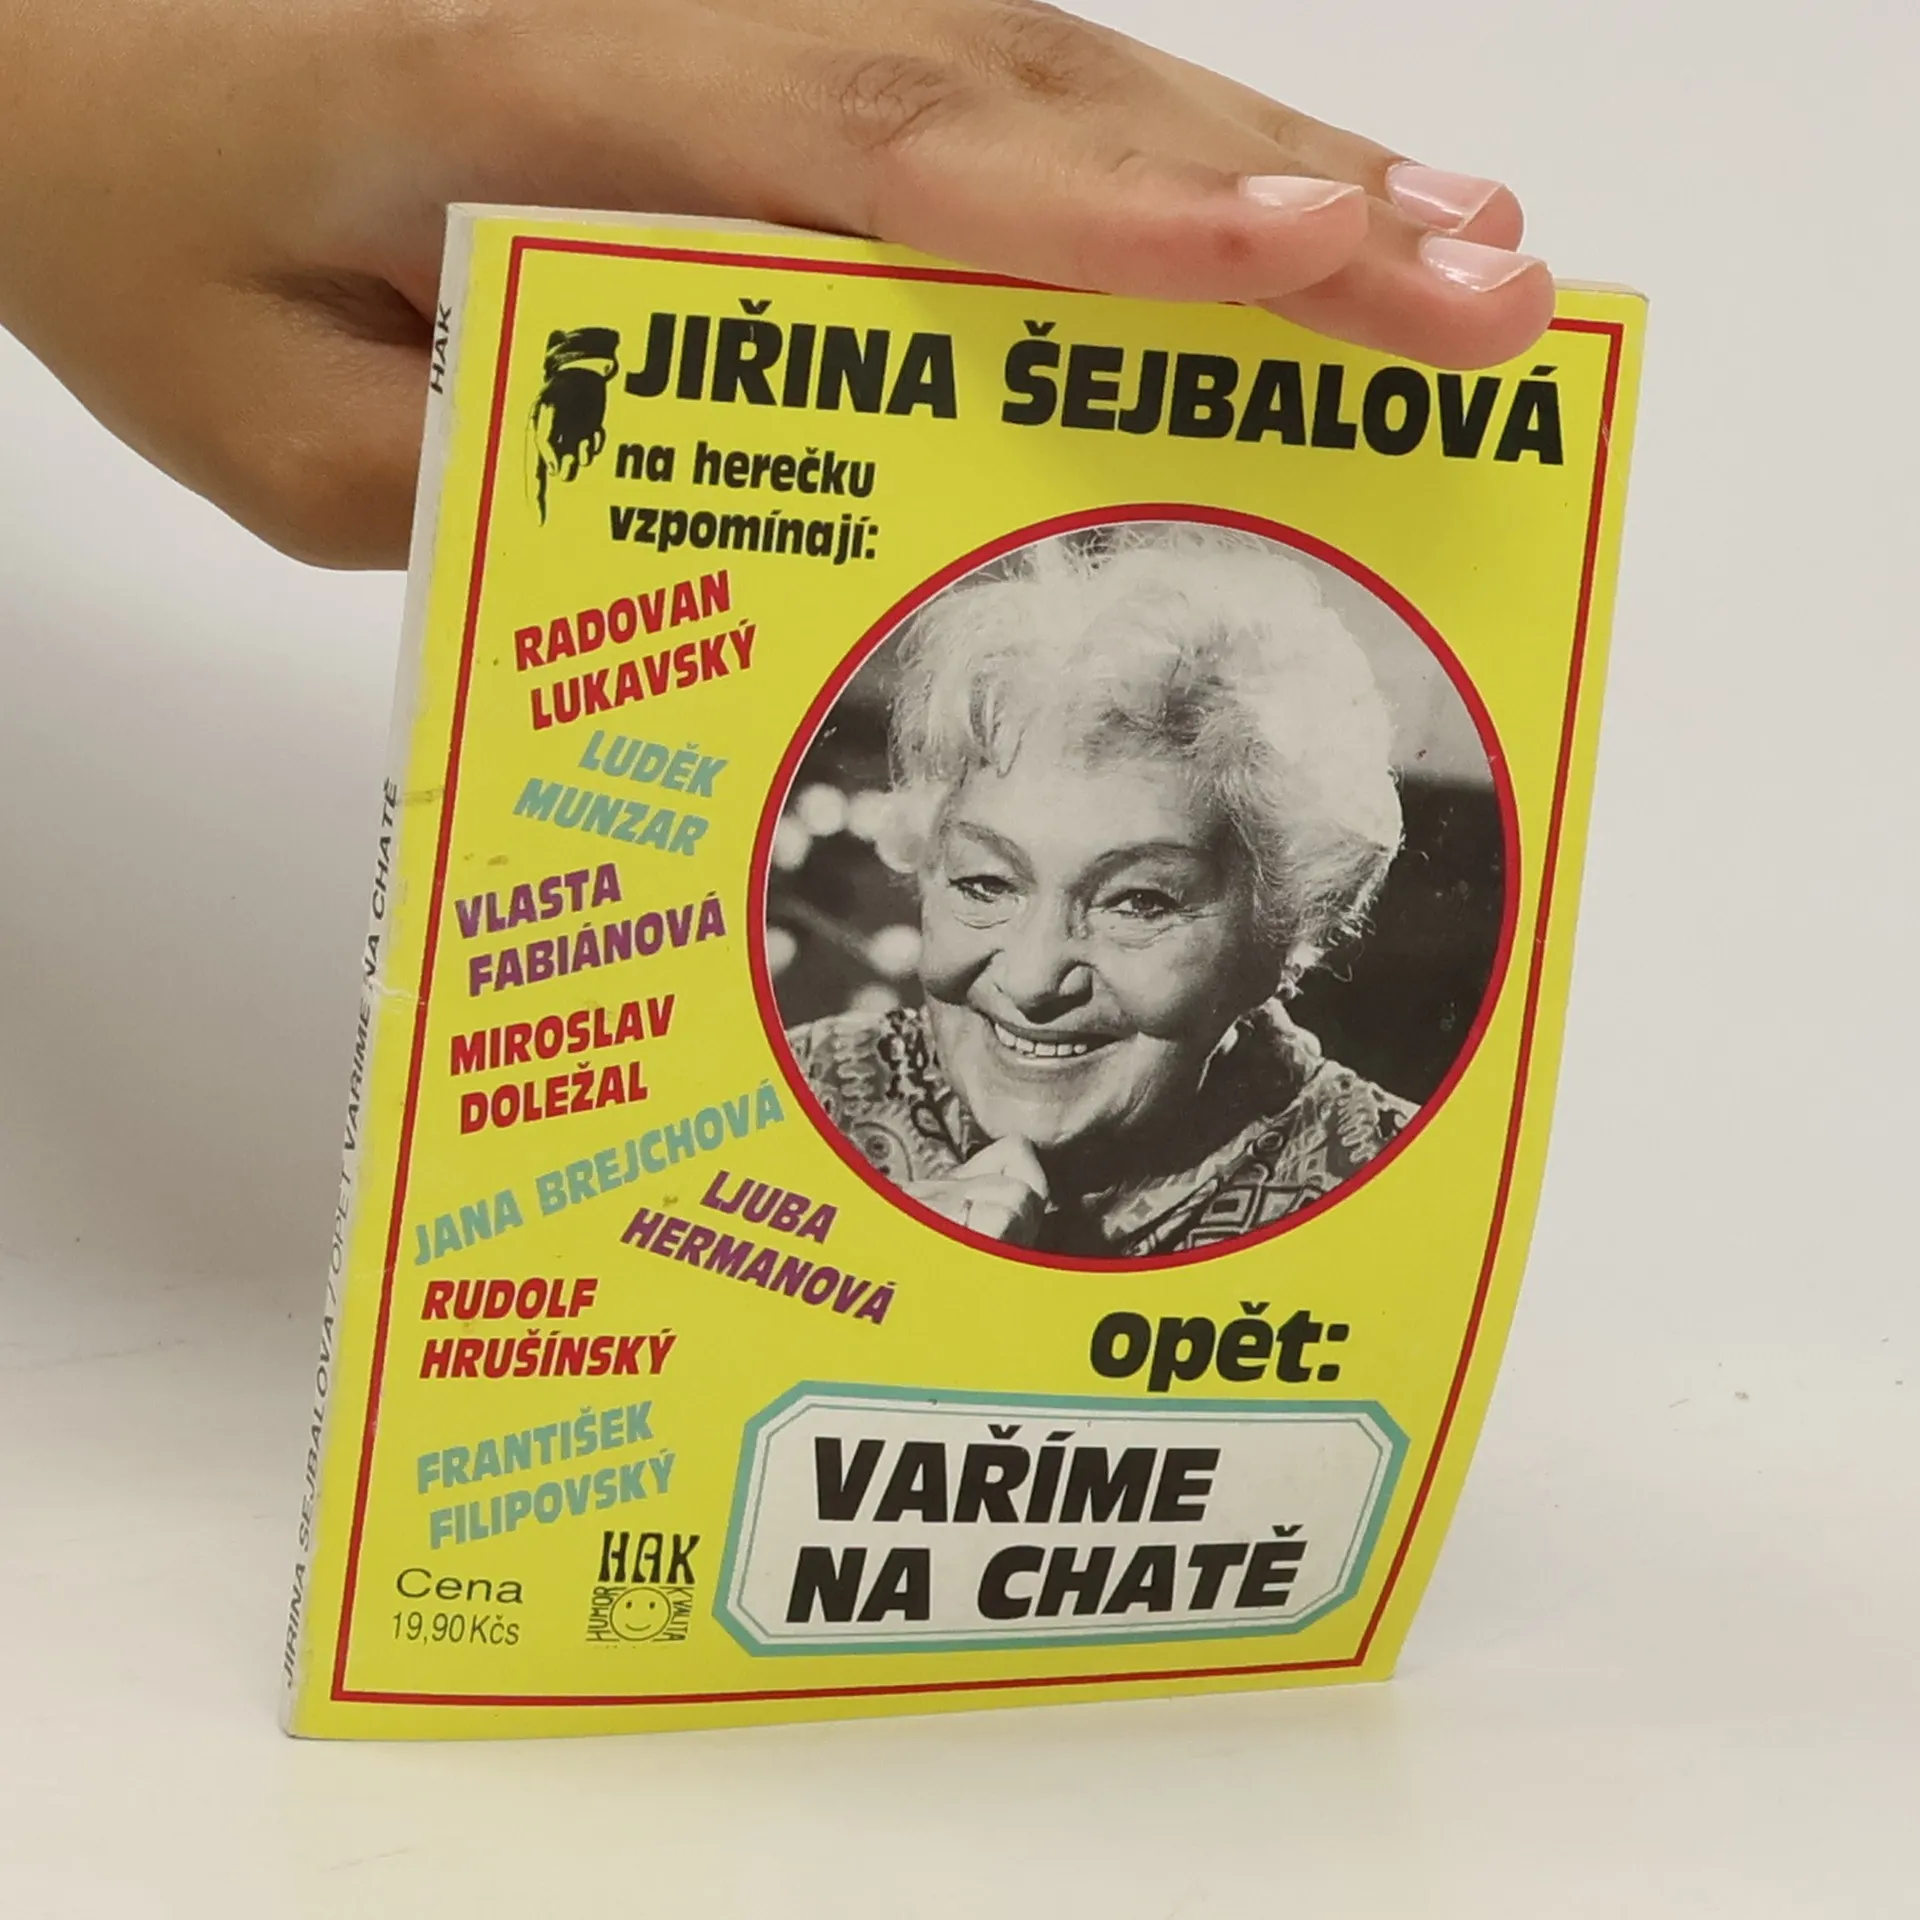 HAK
JIŘINA ŠEJBALOVÁ / OPĚT VAŘÍME NA CHATĚ
JIŘINA ŠEJBALOVÁ
na herečku
vzpomínají:
RADOVAN
LUKAVSKÝ
LUDĚK
MUNZAR
VLASTA
FABIÁNOVÁ
MIROSLAV
DOLEŽAL
JANA BREJCHOVÁ
LJUBA
HERMANOVÁ
RUDOLF
HRUŠÍNSKÝ
FRANTIŠEK
FILIPOVSKÝ
opět:
VAŘÍME
NA CHATĚ
Cena
19,90 Kčs
HAK
HUMOR
KVALITA